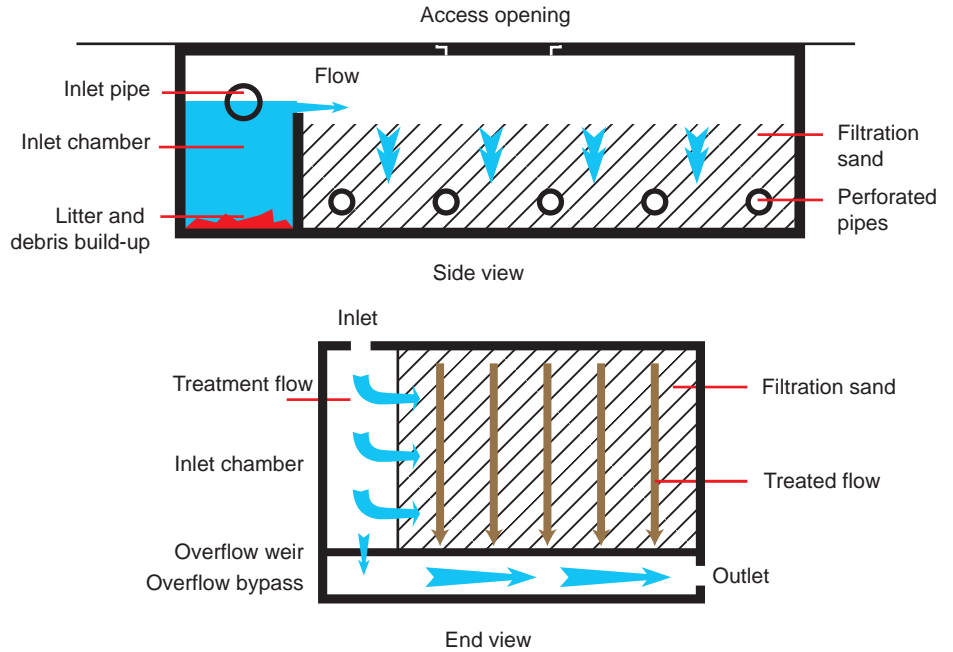 Access opening
Flow
Inlet pipe
Inlet chamber
Litter and
debris build-up
Filtration
sand
Perforated
pipes
Side view
Inlet
Treatment flow
Inlet chamber
Overflow weir
Overflow bypass
Filtration sand
Treated flow
Outlet
End view